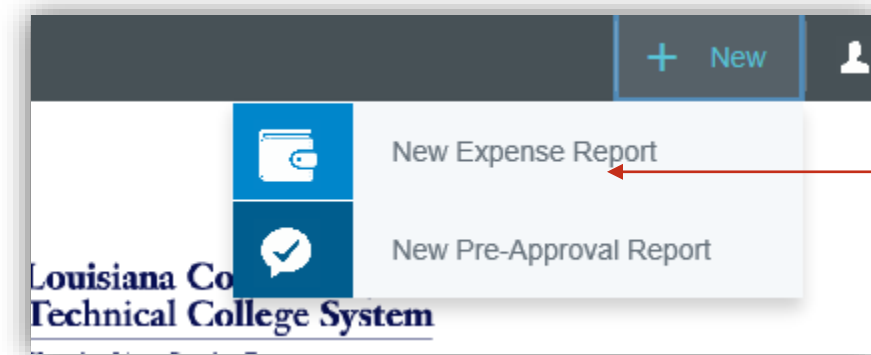 + New
New Expense Report
New Pre-Approval Report
Louisiana Co
Technical College System